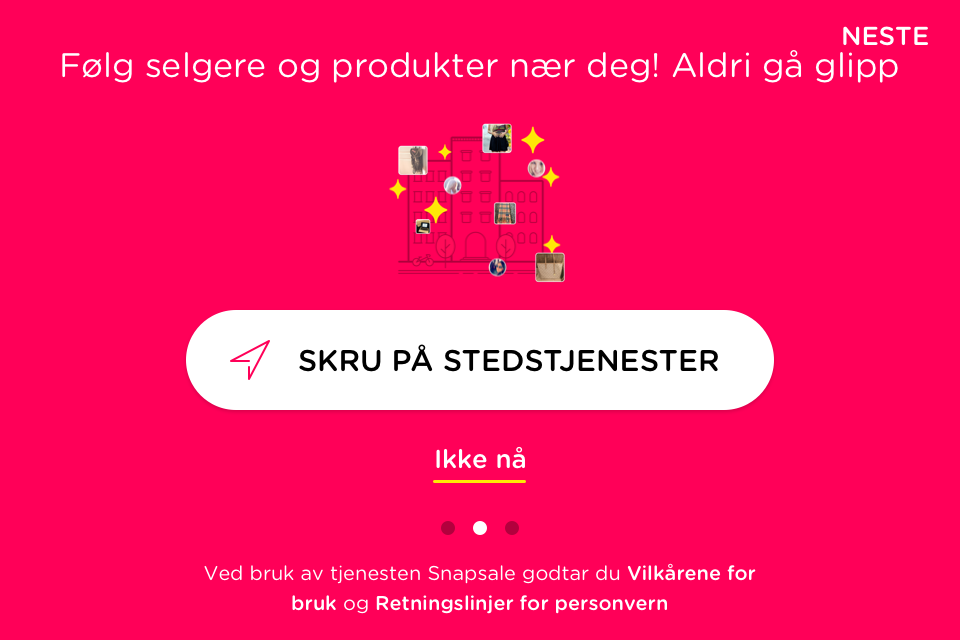 NESTE
Følg selgere og produkter nær deg! Aldri gå glipp
SKRU PÅ STEDSTJENESTER
Ikke nå
Ved bruk av tjenesten Snapsale godtar du Vilkårene for
bruk og Retningslinjer for personvern